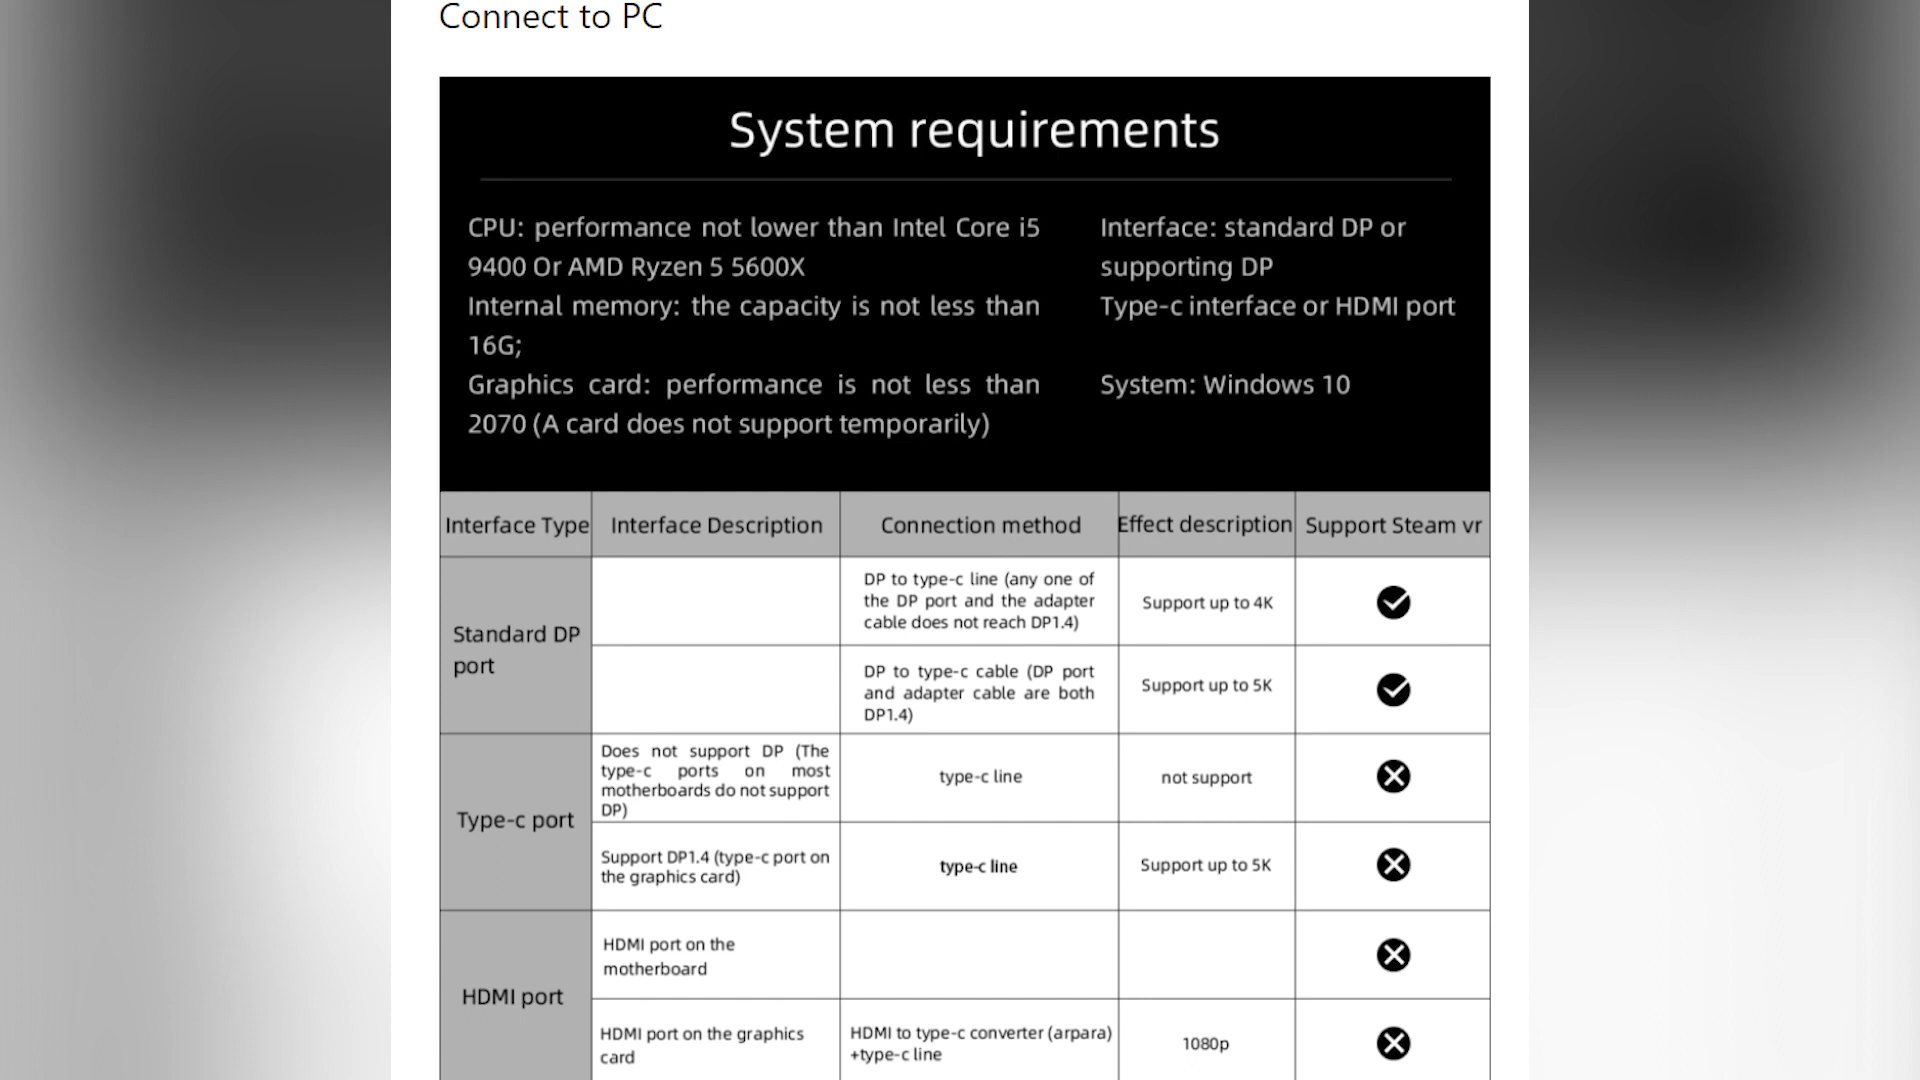 Connect to PC
System requirements
CPU: performance not lower than Intel Core i5
9400 Or AMD Ryzen 5 5600X
Internal memory: the capacity is not less than
16G;
Graphics card: performance is not less than
2070 (A card does not support temporarily)
Interface: standard DP or
supporting DP
Type-c interface or HDMI port
System: Windows 10
Interface Type
Interface Description
Connection method
Effect description
Support Steam vr
Standard DP
port
DP to type-c line (any one of
the DP port and the adapter
cable does not reach DP1.4)
Support up to 4K
DP to type-c cable (DP port
and adapter cable are both
DP1.4)
Support up to 5K
Type-c port
Does not support DP (The
type-c ports on most
motherboards do not support
DP)
type-c line
not support
Support DP1.4 (type-c port on
the graphics card)
type-c line
Support up to 5K
HDMI port
HDMI port on the
motherboard
HDMI port on the graphics
card
HDMI to type-c converter (arpara)
+type-c line
1080p